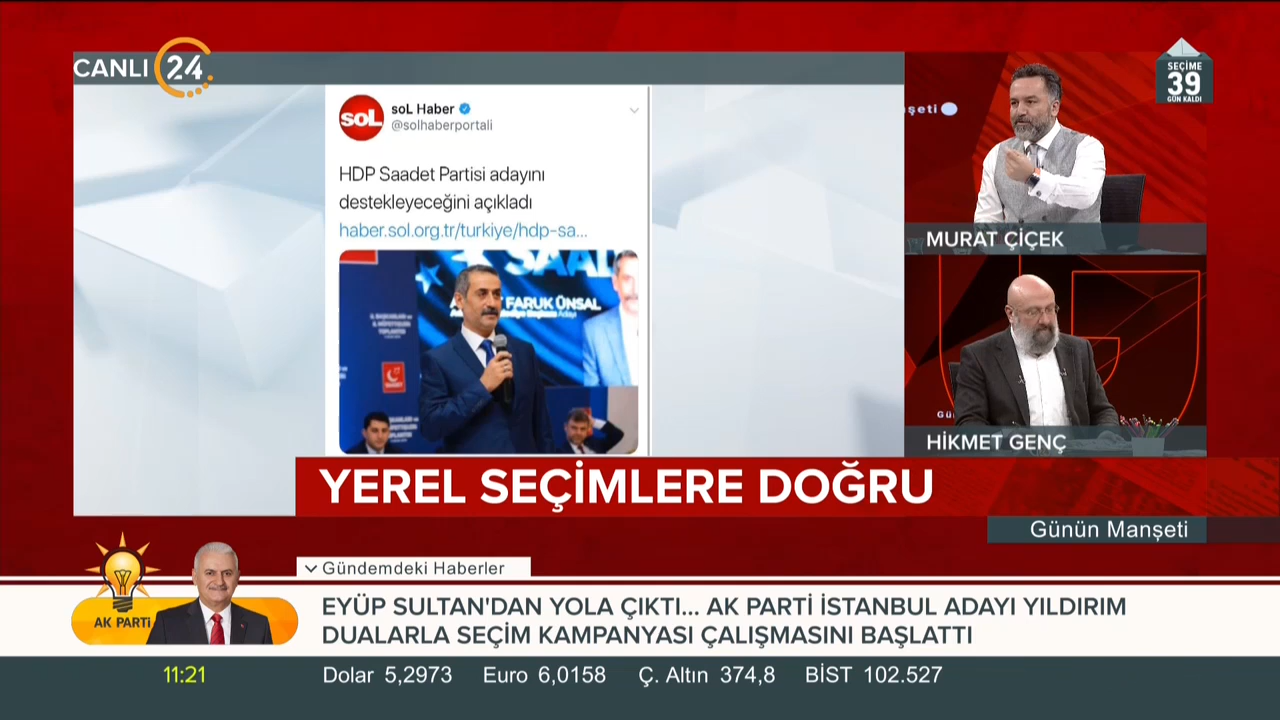 CANLI 24
SEÇİME
39
GÜN KALDI
soL
soL Haber
@solhaberportali
HDP Saadet Partisi adayını
destekleyeceğini açıkladı
haber.sol.org.tr/turkiye/hdp-sa...
FARUK ÜNSAL
MURAT ÇİÇEK
HİKMET GENÇ
YEREL SEÇİMLERE DOĞRU
Günün Manşeti
Gündemdeki Haberler
AK PARTİ
EYÜP SULTAN'DAN YOLA ÇIKTI... AK PARTİ İSTANBUL ADAYI YILDIRIM
DUALARLA SEÇİM KAMPANYASI ÇALIŞMASINI BAŞLATTI
11:21 Dolar 5,2973 Euro 6,0158 Ç. Altın 374,8 BİST 102.527